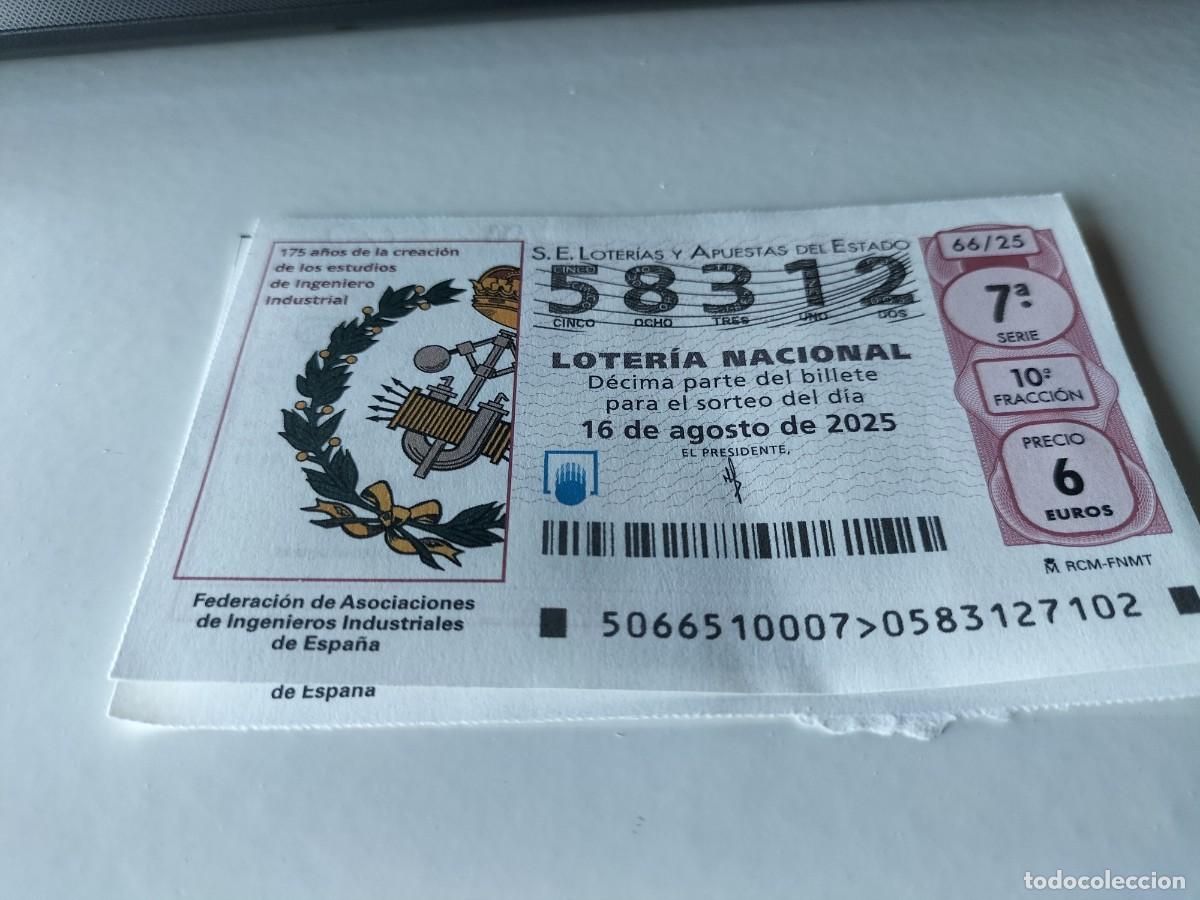 175 años de la creación
de los estudios
de Ingeniero
Industrial
Federación de Asociaciones
de Ingenieros Industriales
de España
de España
S. E. LOTERÍAS Y APUESTAS DEL ESTADO
58312
CINCO OCHO TRES UNO DOS
LOTERÍA NACIONAL
Décima parte del billete
para el sorteo del día
16 de agosto de 2025
EL PRESIDENTE,
5066510007>0583127102
66/25
7ª
SERIE
10ª
FRACCIÓN
PRECIO
6
EUROS
RCM-FNMT
todocoleccion